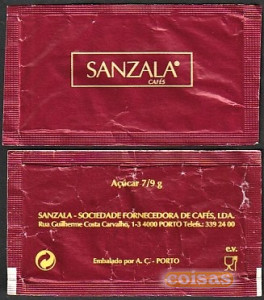 SANZALA®
CAFÉS
Açúcar 7/9 g
SANZALA - SOCIEDADE FORNECEDORA DE CAFÉS, LDA.
Rua Guilherme Costa Carvalho, 1-3 4000 PORTO Telefs.: 339 24 00
e.v.
Embalado por A. C. - PORTO
coisas